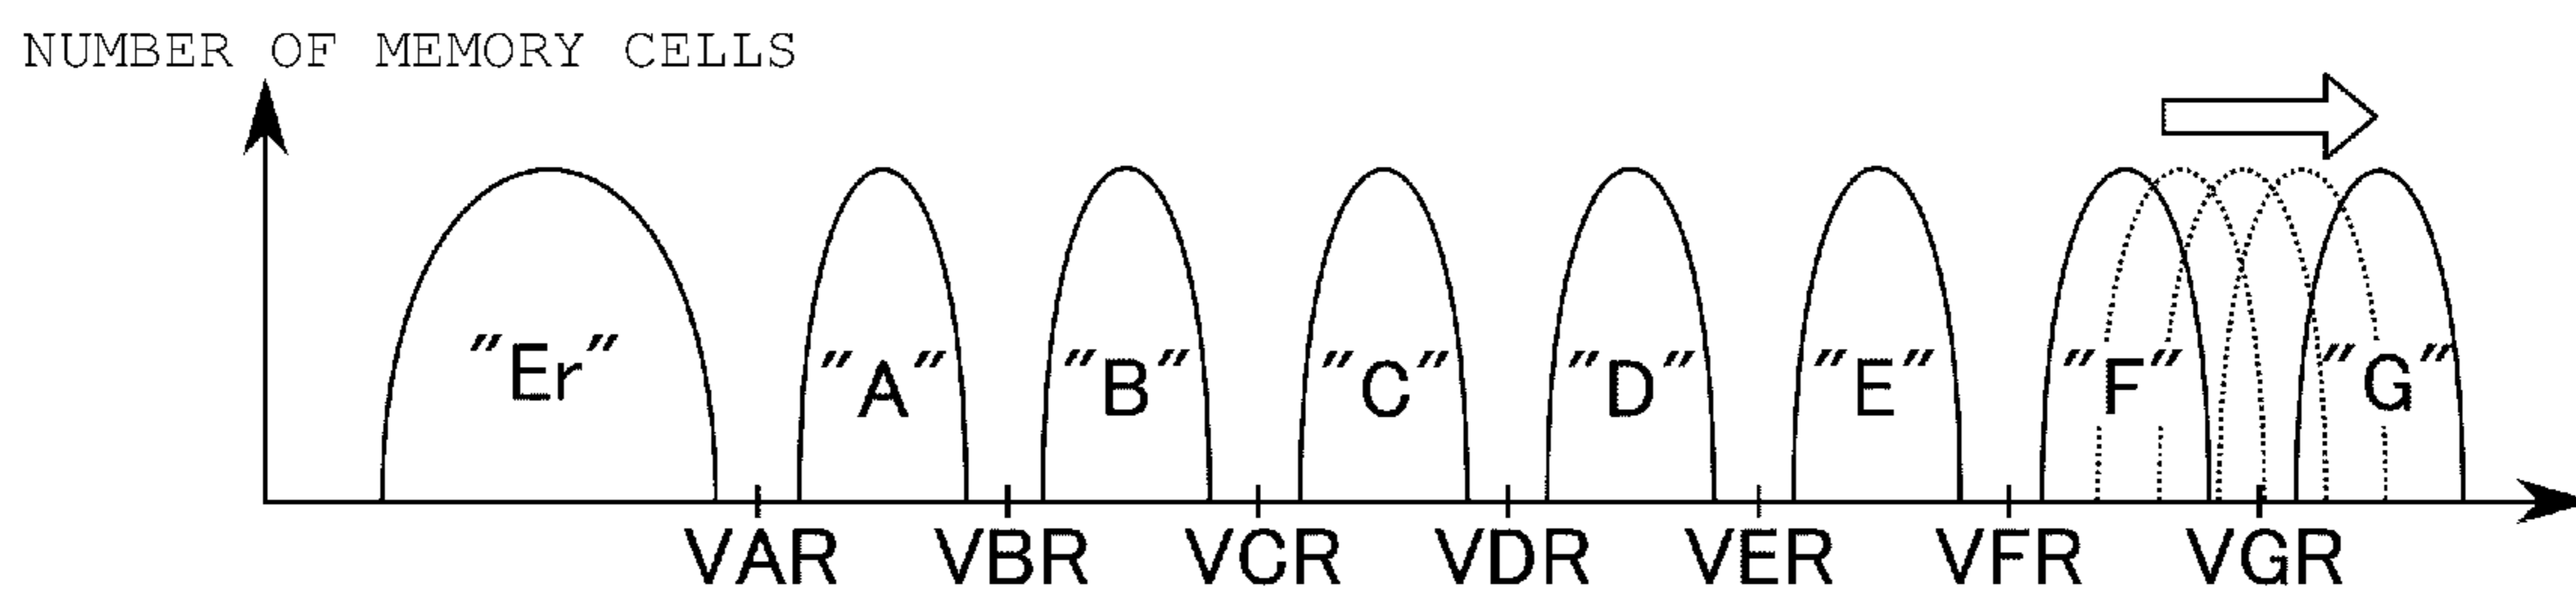 NUMBER OF MEMORY CELLS
"Er" "A" "B" "C" "D" "E" "F" "G"
VAR VBR VCR VDR VER VFR VGR